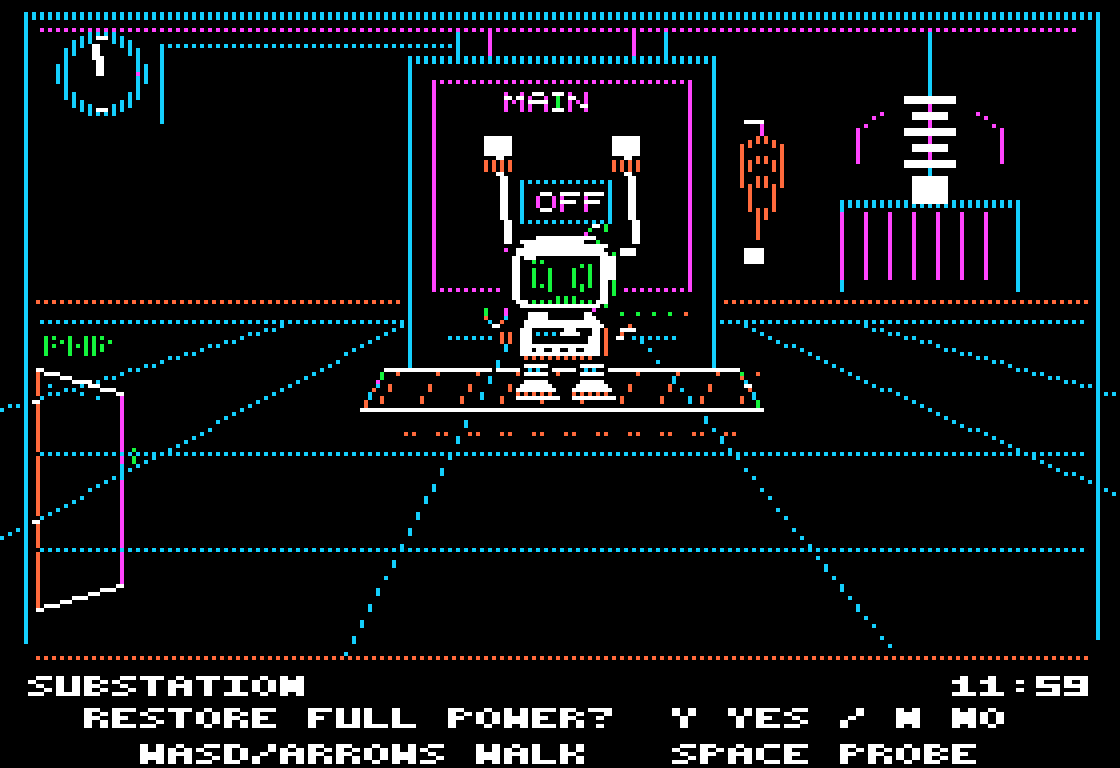 MAIN
OFF
SUBSTATION 11:59
RESTORE FULL POWER? Y YES / N NO
WASD/ARROWS WALK SPACE PROBE